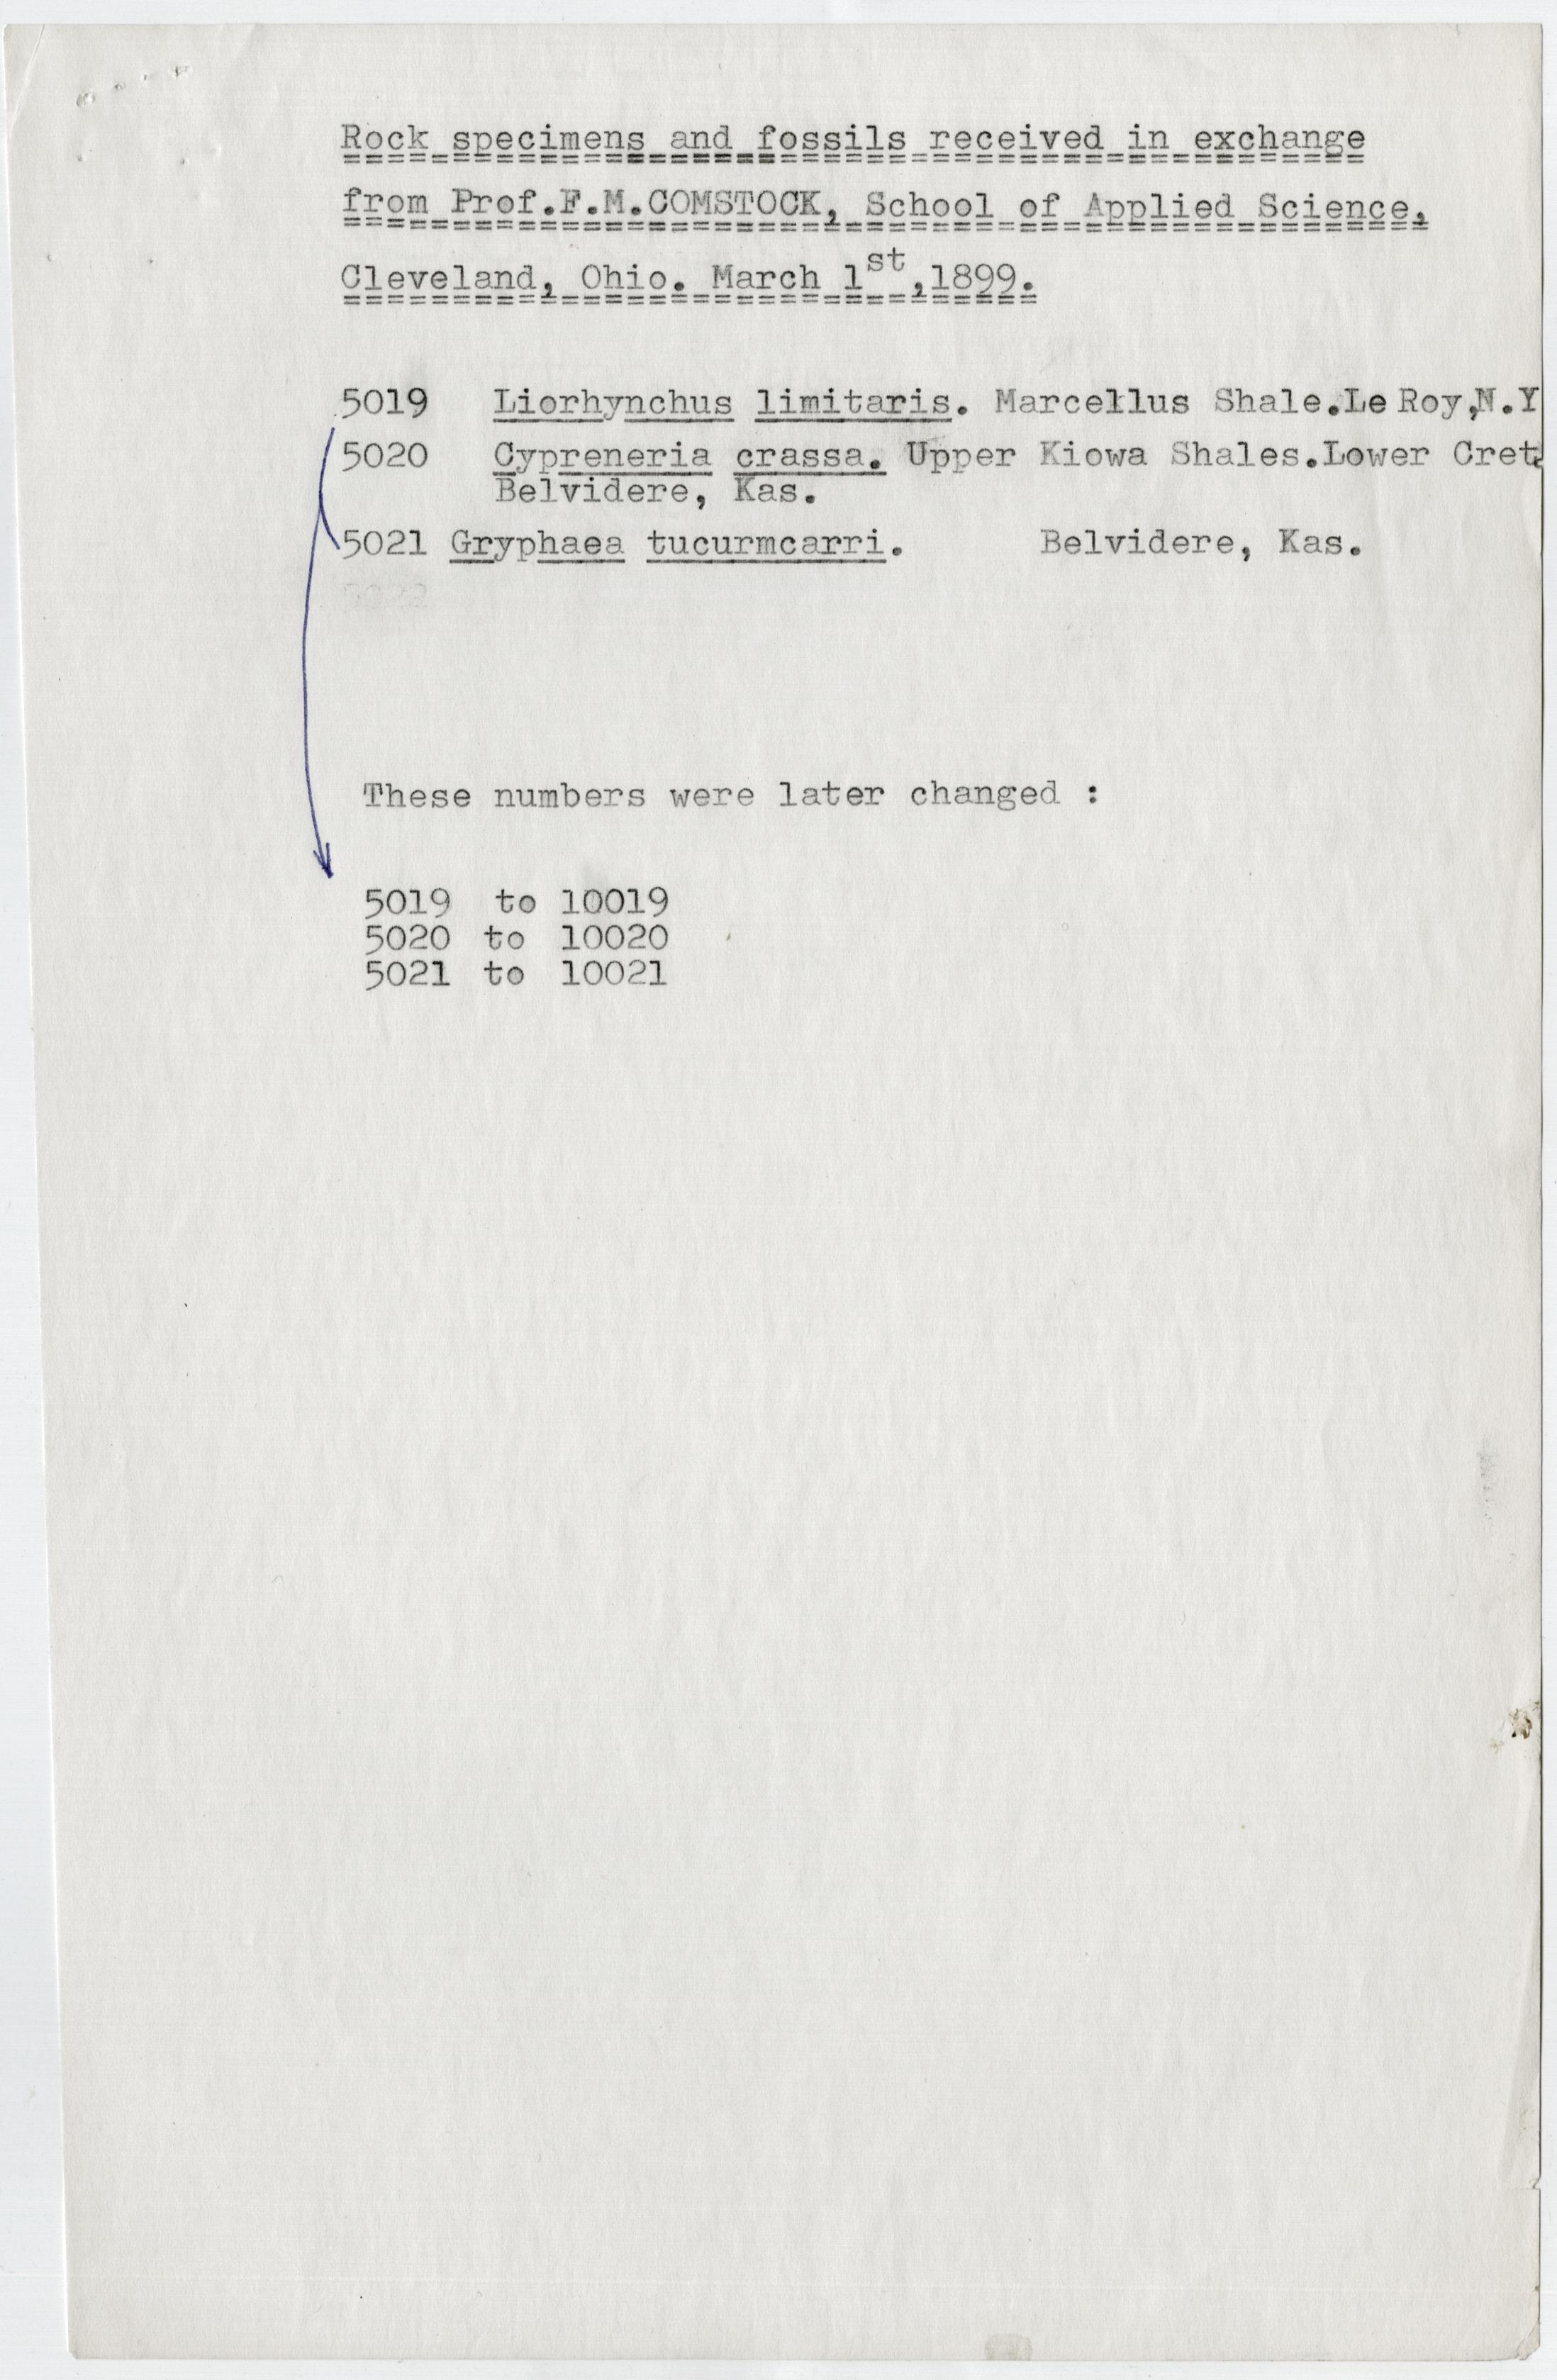 Rock specimens and fossils received in exchange
from Prof.F.M.COMSTOCK, School of Applied Science,
Cleveland, Ohio. March 1st,1899.
5019 Liorhynchus limitaris. Marcellus Shale.Le Roy,N.Y
5020 Cypreneria crassa. Upper Kiowa Shales.Lower Creta
Belvidere, Kas.
5021 Gryphaea tucurmcarri. Belvidere, Kas.
5022
These numbers were later changed :
5019 to 10019
5020 to 10020
5021 to 10021